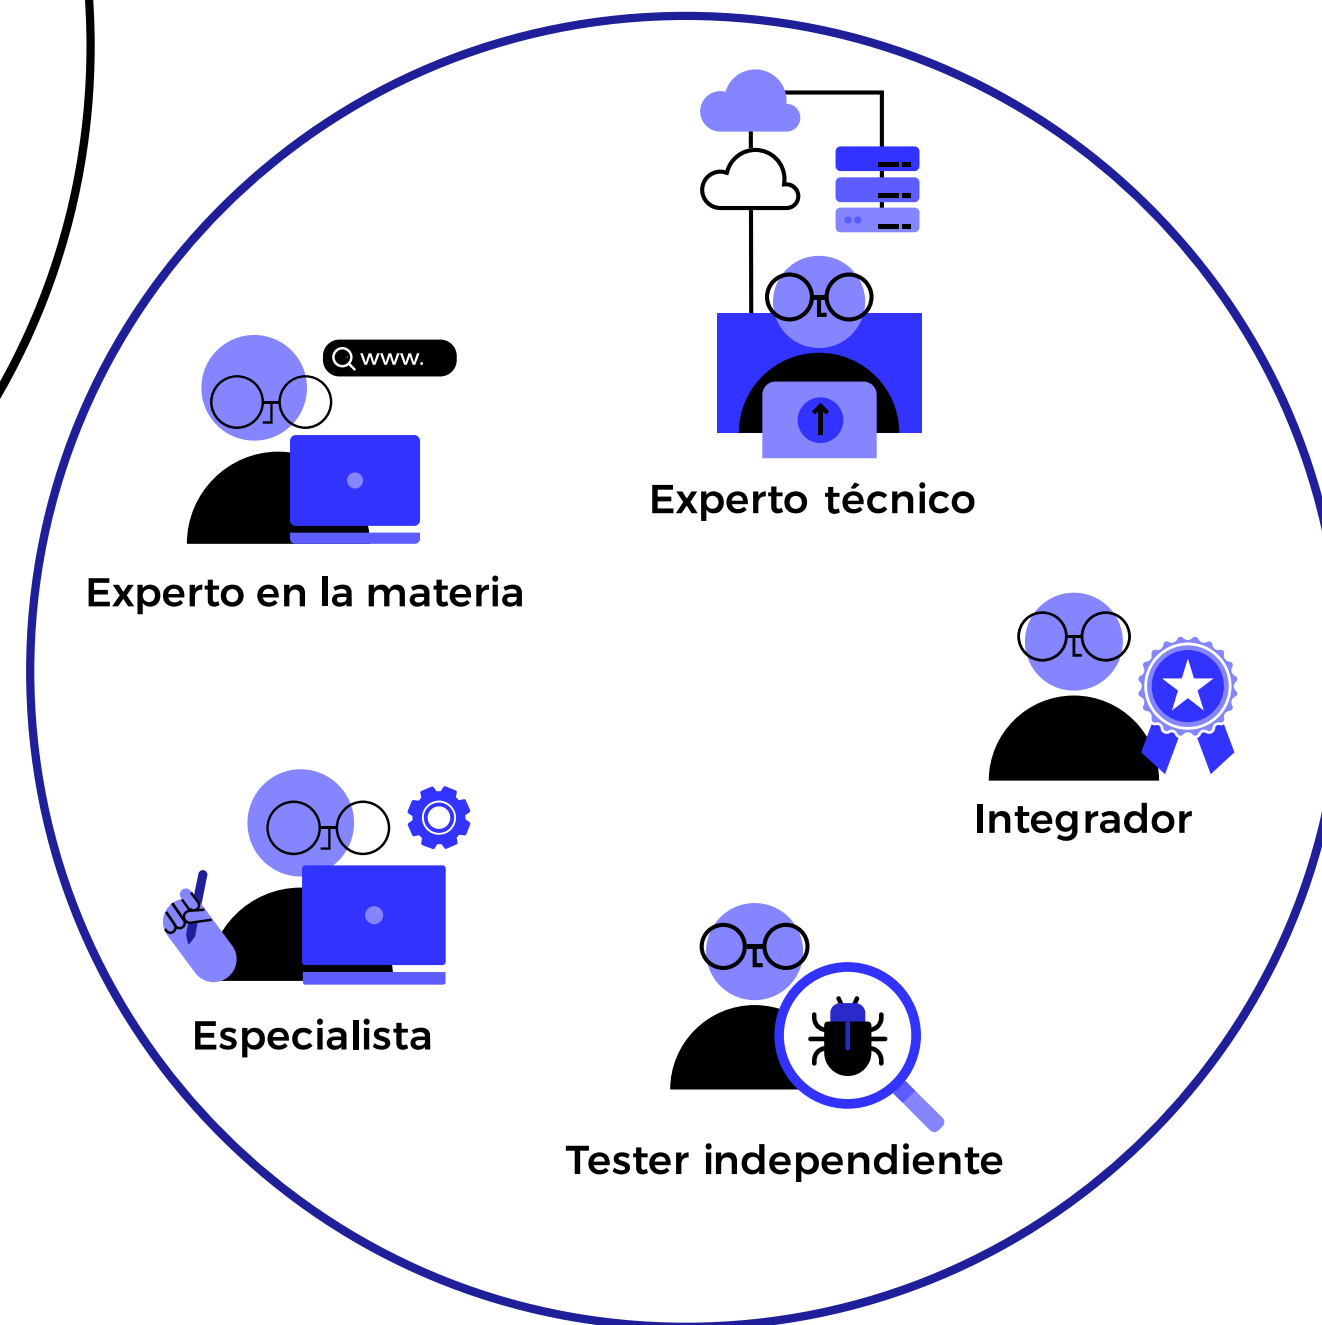 www.
Experto técnico
Experto en la materia
Integrador
Especialista
Tester independiente